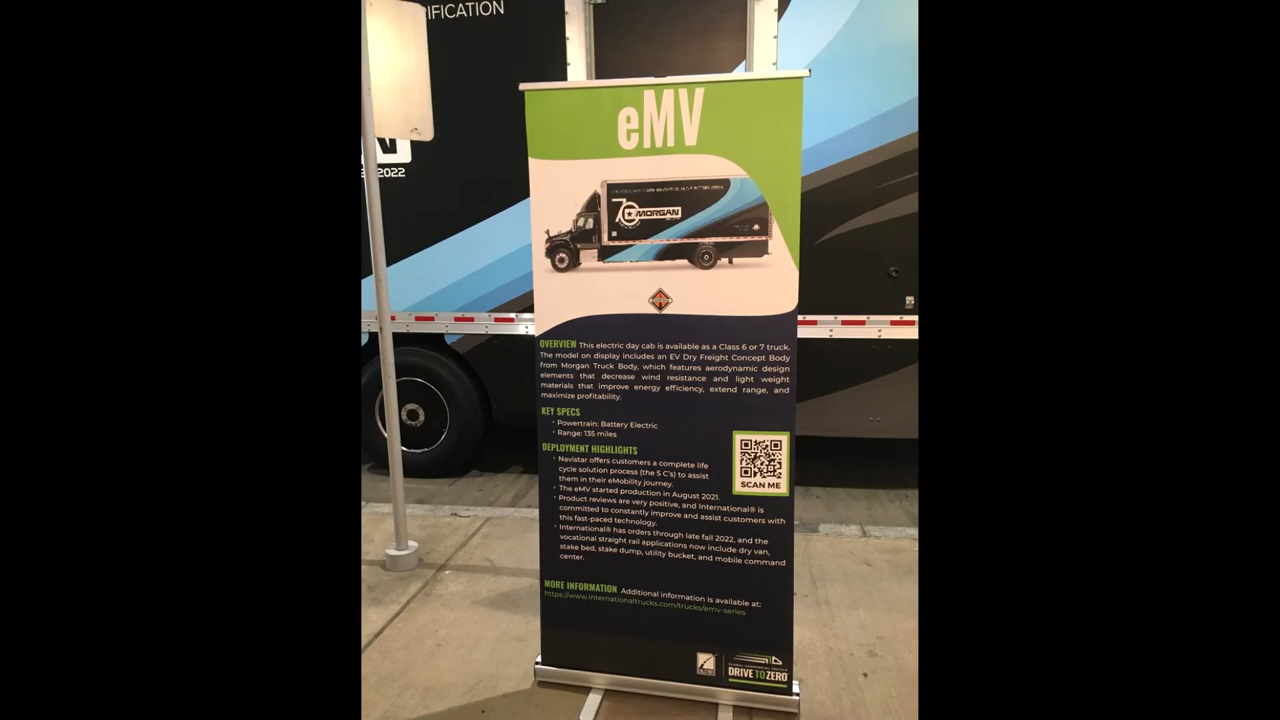 RIFICATION
N
2022
eMV
70 MORGAN
OVERVIEW This electric day cab is available as a Class 6 or 7 truck.
The model on display includes an EV Dry Freight Concept Body
from Morgan Truck Body, which features aerodynamic design
elements that decrease wind resistance and light weight
materials that improve energy efficiency, extend range, and
maximize profitability.
KEY SPECS
• Powertrain: Battery Electric
• Range: 135 miles
DEPLOYMENT HIGHLIGHTS
• Navistar offers customers a complete life
cycle solution process (the 5 C's) to assist
them in their eMobility journey.
• The eMV started production in August 2021.
• Product reviews are very positive, and International® is
committed to constantly improve and assist customers with
this fast-paced technology.
• International® has orders through late fall 2022, and the
vocational straight rail applications now include dry van,
stake bed, stake dump, utility bucket, and mobile command
center.
SCAN ME
MORE INFORMATION Additional information is available at:
https://www.internationaltrucks.com/trucks/emv-series
GLOBAL COMMERCIAL VEHICLE
DRIVE TO ZERO